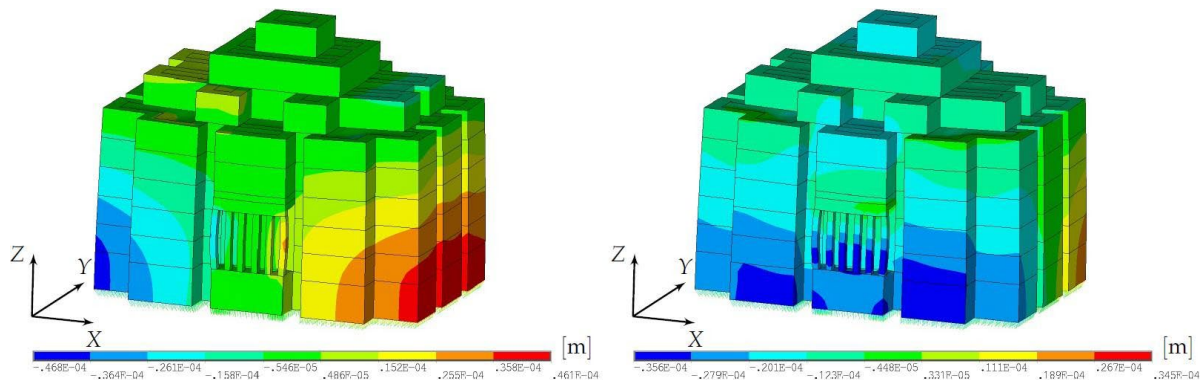 Z Y X
[m]
-.468E-04 -.261E-04 -.546E-05 .152E-04 .358E-04
-.364E-04 -.158E-04 .486E-05 .255E-04 .461E-04
Z Y X
[m]
-.356E-04 -.201E-04 -.448E-05 .111E-04 .267E-04
-.279E-04 -.123E-04 .331E-05 .189E-04 .345E-04